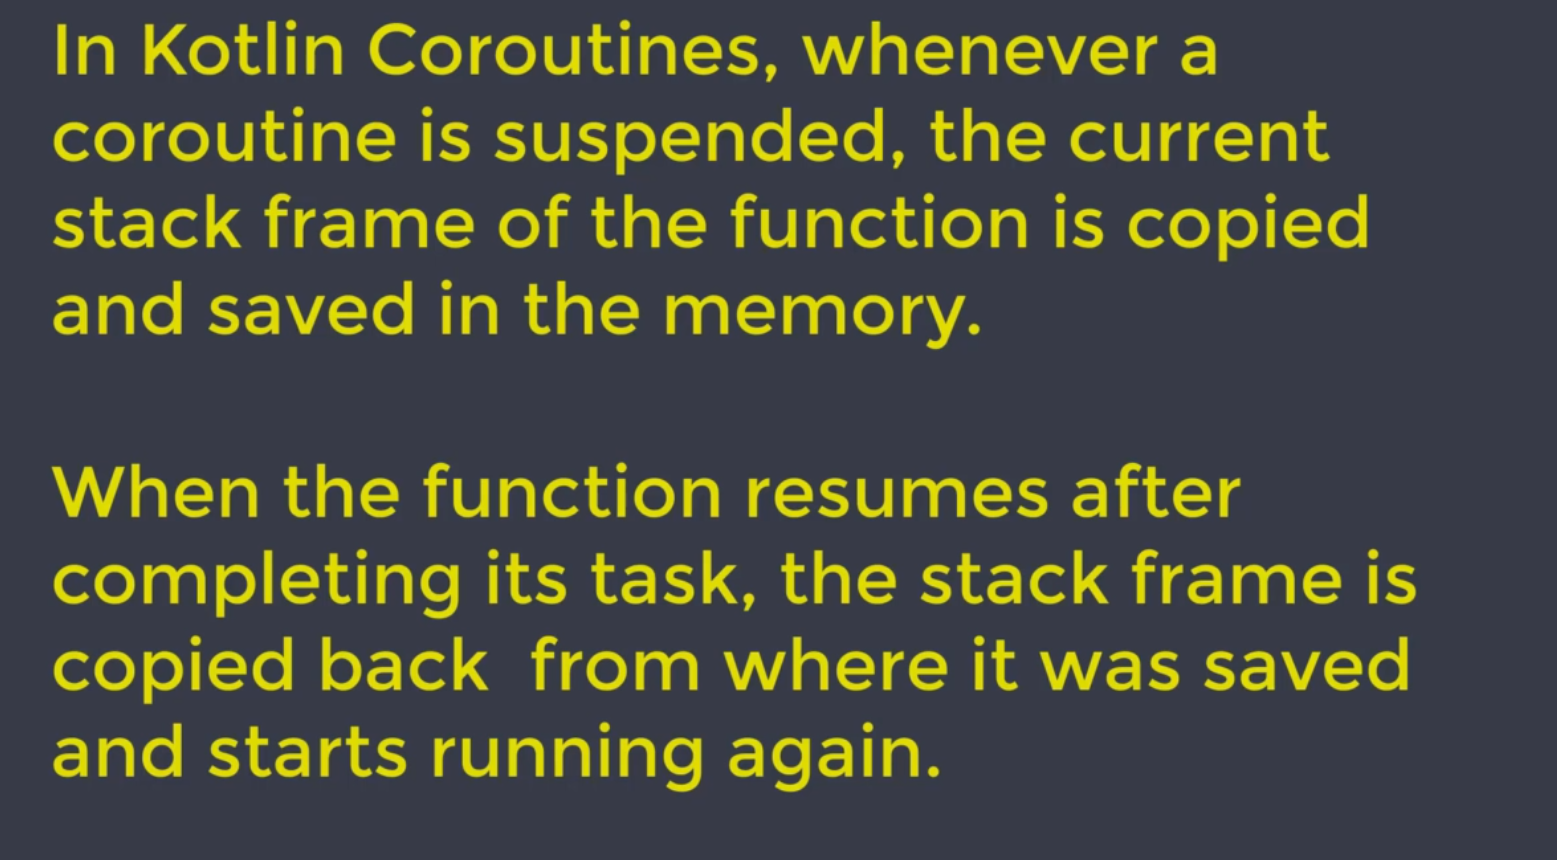 In Kotlin Coroutines, whenever a
coroutine is suspended, the current
stack frame of the function is copied
and saved in the memory.
When the function resumes after
completing its task, the stack frame is
copied back  from where it was saved
and starts running again.